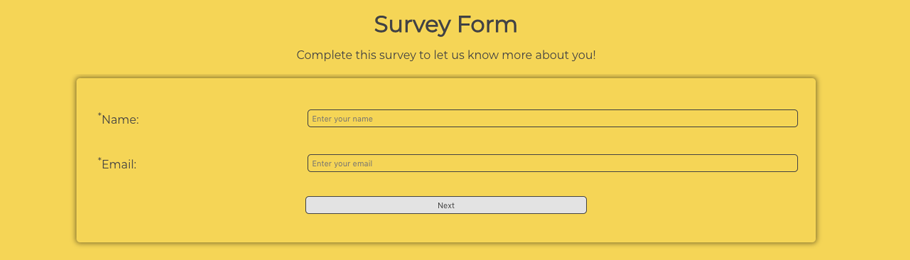 Survey Form
Complete this survey to let us know more about you!
*Name:
Enter your name
*Email:
Enter your email
Next